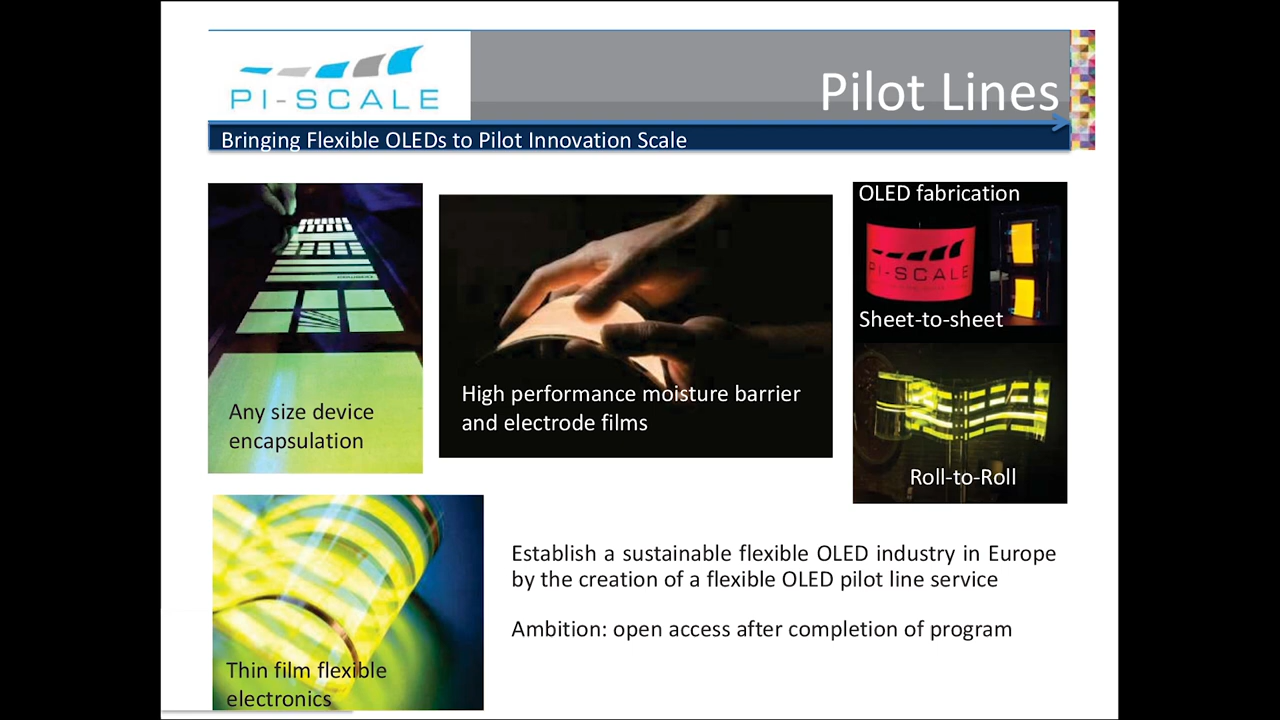 PI-SCALE
Pilot Lines
Bringing Flexible OLEDs to Pilot Innovation Scale
Any size device
encapsulation
High performance moisture barrier
and electrode films
OLED fabrication
PI-SCALE
Sheet-to-sheet
Roll-to-Roll
Thin film flexible
electronics
Establish a sustainable flexible OLED industry in Europe
by the creation of a flexible OLED pilot line service
Ambition: open access after completion of program